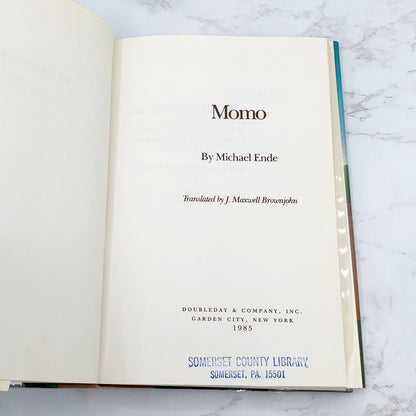 Momo
By Michael Ende
Translated by J. Maxwell Brownjohn
DOUBLEDAY & COMPANY, INC.
GARDEN CITY, NEW YORK
1985
SOMERSET COUNTY LIBRARY,
SOMERSET, PA. 15501